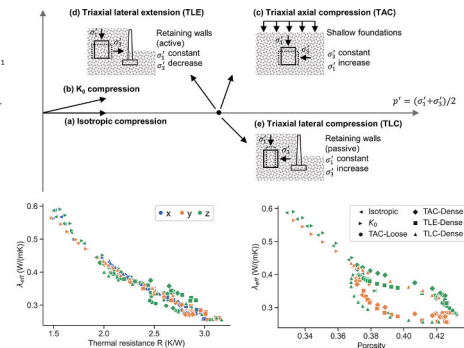 (d) Triaxial lateral extension (TLE)
Retaining walls
(active)
σ′₁ constant
σ′₃ decrease
σ′₁
σ′₃
(c) Triaxial axial compression (TAC)
Shallow foundations
σ′₁
σ′₃
σ′₃ constant
σ′₁ increase
(b) K₀ compression
(a) Isotropic compression
p′ = (σ′₁+σ′₃)/2
(e) Triaxial lateral compression (TLC)
Retaining walls
(passive)
σ′₁ constant
σ′₃ increase
σ′₁
σ′₃
x y z
λeff (W/(mK))
0.6
0.5
0.4
0.3
1.5 2.0 2.5 3.0
Thermal resistance R (K/W)
Isotropic
K₀
TAC-Loose
TAC-Dense
TLE-Dense
TLC-Dense
λeff (W/(mK))
0.6
0.5
0.4
0.3
0.34 0.36 0.38 0.40 0.42
Porosity